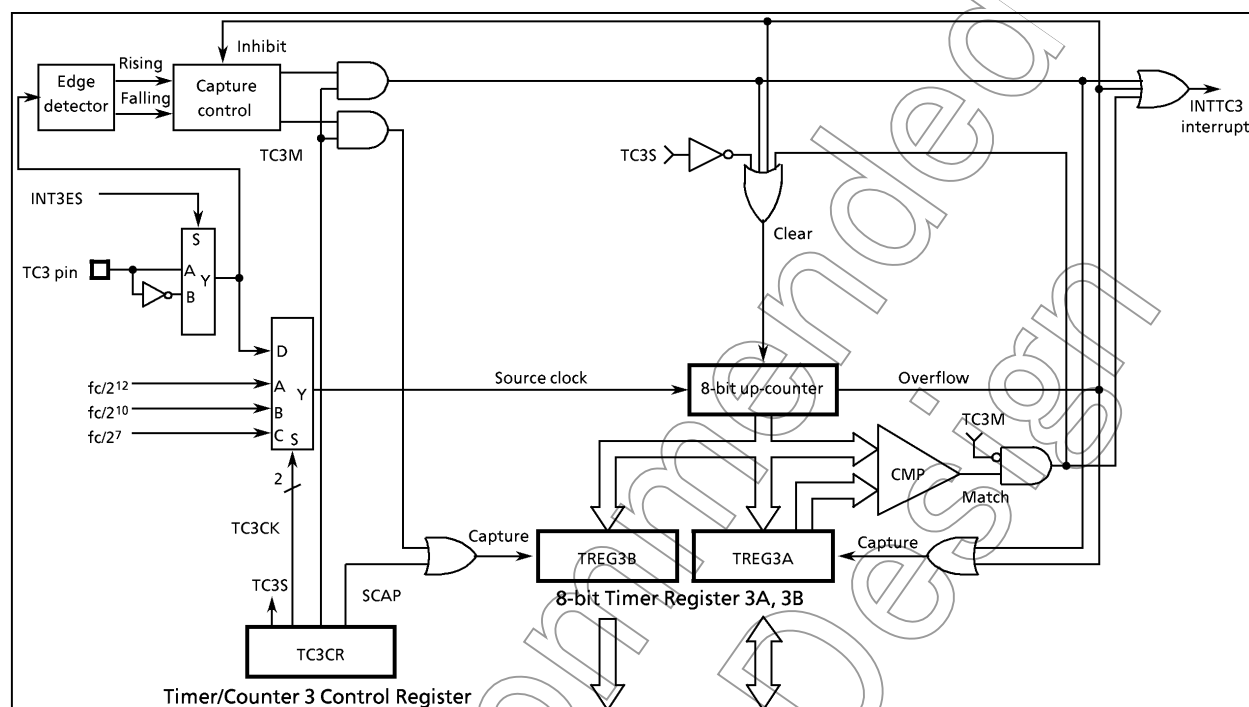 Inhibit
Rising
Edge
detector
Falling
Capture
control
TC3M
TC3S
INTTC3
interrupt
INT3ES
S
Clear
TC3 pin
A
Y
B
D
fc/2¹²
A
Y
fc/2¹⁰
B
fc/2⁷
C
S
Source clock
8-bit up-counter
Overflow
TC3M
2
CMP
Match
TC3CK
Capture
TREG3B
TREG3A
Capture
TC3S
SCAP
8-bit Timer Register 3A, 3B
TC3CR
Timer/Counter 3 Control Register
ommended
Design